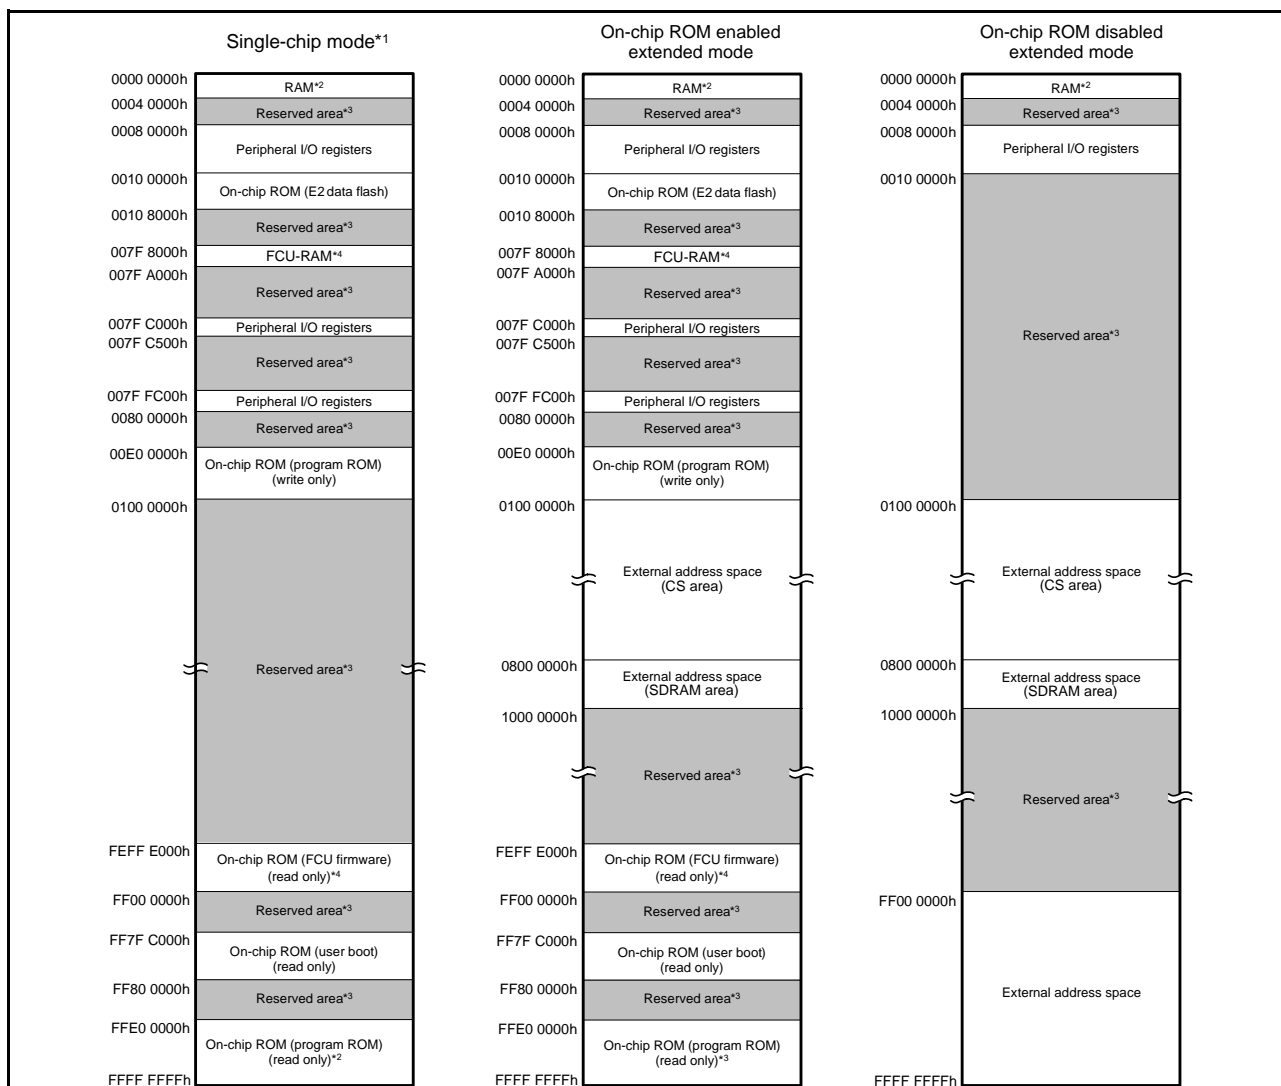 Single-chip mode*1
0000 0000h
RAM*2
0004 0000h
Reserved area*3
0008 0000h
Peripheral I/O registers
0010 0000h
On-chip ROM (E2 data flash)
0010 8000h
Reserved area*3
007F 8000h
FCU-RAM*4
007F A000h
Reserved area*3
007F C000h
Peripheral I/O registers
007F C500h
Reserved area*3
007F FC00h
Peripheral I/O registers
0080 0000h
Reserved area*3
00E0 0000h
On-chip ROM (program ROM)
(write only)
0100 0000h
Reserved area*3
FEFF E000h
On-chip ROM (FCU firmware)
(read only)*4
FF00 0000h
Reserved area*3
FF7F C000h
On-chip ROM (user boot)
(read only)
FF80 0000h
Reserved area*3
FFE0 0000h
On-chip ROM (program ROM)
(read only)*2
FFFF FFFFh
On-chip ROM enabled
extended mode
0000 0000h
RAM*2
0004 0000h
Reserved area*3
0008 0000h
Peripheral I/O registers
0010 0000h
On-chip ROM (E2 data flash)
0010 8000h
Reserved area*3
007F 8000h
FCU-RAM*4
007F A000h
Reserved area*3
007F C000h
Peripheral I/O registers
007F C500h
Reserved area*3
007F FC00h
Peripheral I/O registers
0080 0000h
Reserved area*3
00E0 0000h
On-chip ROM (program ROM)
(write only)
0100 0000h
External address space
(CS area)
0800 0000h
External address space
(SDRAM area)
1000 0000h
Reserved area*3
FEFF E000h
On-chip ROM (FCU firmware)
(read only)*4
FF00 0000h
Reserved area*3
FF7F C000h
On-chip ROM (user boot)
(read only)
FF80 0000h
Reserved area*3
FFE0 0000h
On-chip ROM (program ROM)
(read only)*3
FFFF FFFFh
On-chip ROM disabled
extended mode
0000 0000h
RAM*2
0004 0000h
Reserved area*3
0008 0000h
Peripheral I/O registers
0010 0000h
Reserved area*3
0100 0000h
External address space
(CS area)
0800 0000h
External address space
(SDRAM area)
1000 0000h
Reserved area*3
FF00 0000h
External address space
FFFF FFFFh